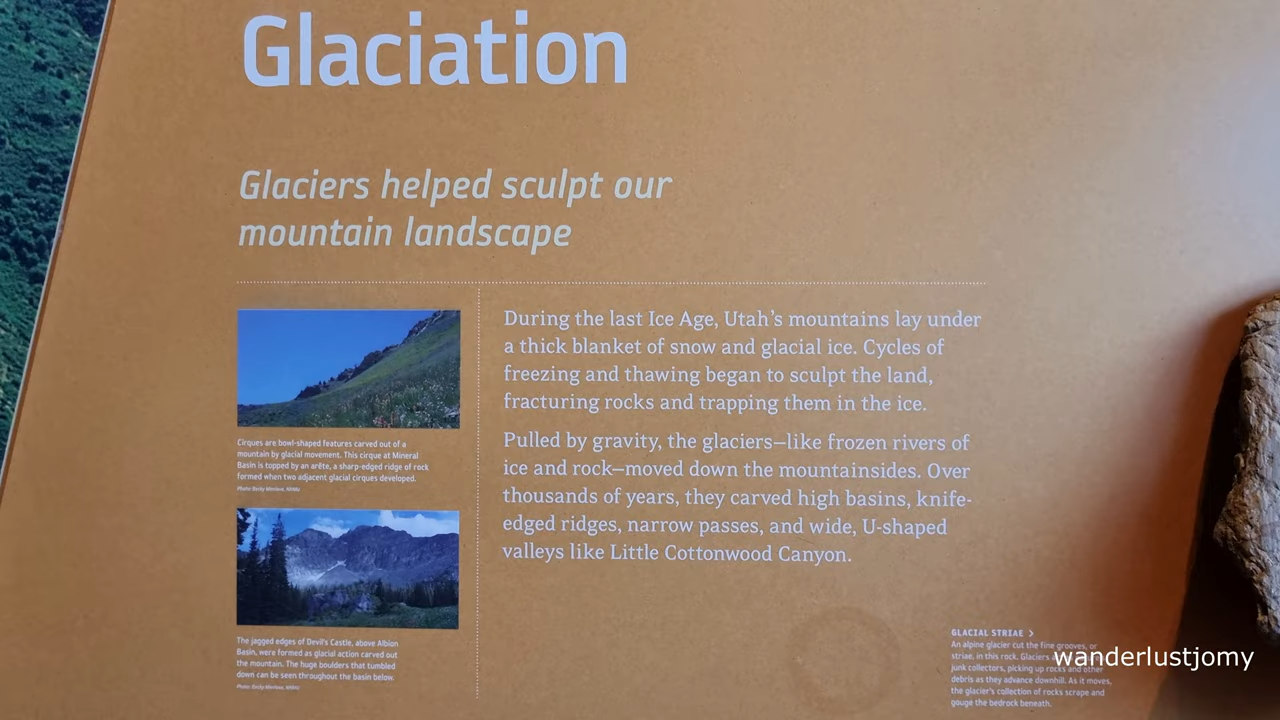 Glaciation
Glaciers helped sculpt our
mountain landscape
During the last Ice Age, Utah's mountains lay under
a thick blanket of snow and glacial ice. Cycles of
freezing and thawing began to sculpt the land,
fracturing rocks and trapping them in the ice.
Pulled by gravity, the glaciers—like frozen rivers of
ice and rock—moved down the mountainsides. Over
thousands of years, they carved high basins, knife-
edged ridges, narrow passes, and wide, U-shaped
valleys like Little Cottonwood Canyon.
Cirques are bowl-shaped features carved out of a
mountain by glacial movement. This cirque at Mineral
Basin is topped by an arête, a sharp-edged ridge of rock
formed when two adjacent glacial cirques developed.
Photo: Becky Menlove, NHMU
The jagged edges of Devil's Castle, above Albion
Basin, were formed as glacial action carved out
the mountain. The huge boulders that tumbled
down can be seen throughout the basin below.
Photo: Becky Menlove, NHMU
GLACIAL STRIAE >
An alpine glacier cut the fine grooves, or
striae, in this rock. Glaciers
junk collectors, picking up rocks and other
debris as they advance downhill. As it moves,
the glacier's collection of rocks scrape and
gouge the bedrock beneath.
wanderlustjomy